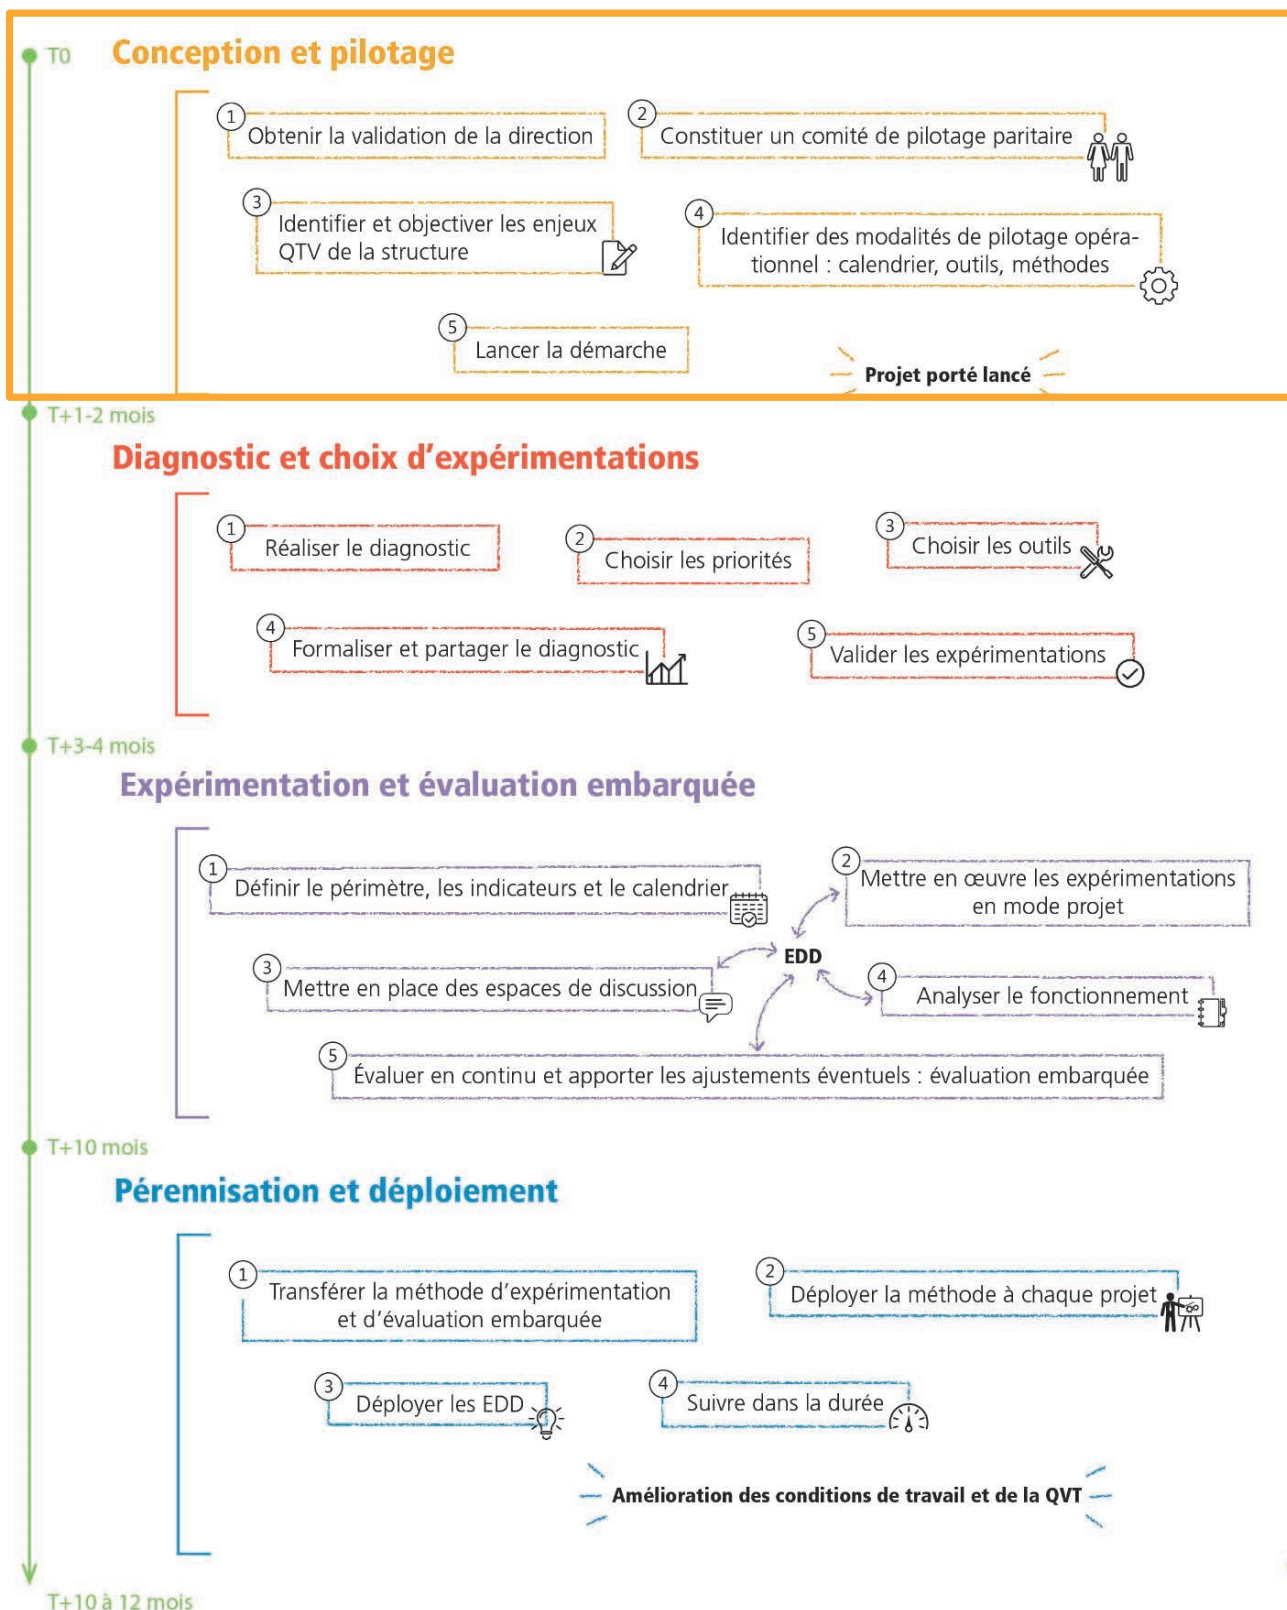 T0
Conception et pilotage
1
Obtenir la validation de la direction
2
Constituer un comité de pilotage paritaire
3
Identifier et objectiver les enjeux
QTV de la structure
4
Identifier des modalités de pilotage opéra-
tionnel : calendrier, outils, méthodes
5
Lancer la démarche
Projet porté lancé
T+1-2 mois
Diagnostic et choix d'expérimentations
1
Réaliser le diagnostic
2
Choisir les priorités
3
Choisir les outils
4
Formaliser et partager le diagnostic
5
Valider les expérimentations
T+3-4 mois
Expérimentation et évaluation embarquée
1
Définir le périmètre, les indicateurs et le calendrier
2
Mettre en œuvre les expérimentations
en mode projet
EDD
3
Mettre en place des espaces de discussion
4
Analyser le fonctionnement
5
Évaluer en continu et apporter les ajustements éventuels : évaluation embarquée
T+10 mois
Pérennisation et déploiement
1
Transférer la méthode d'expérimentation
et d'évaluation embarquée
2
Déployer la méthode à chaque projet
3
Déployer les EDD
4
Suivre dans la durée
Amélioration des conditions de travail et de la QVT
T+10 à 12 mois